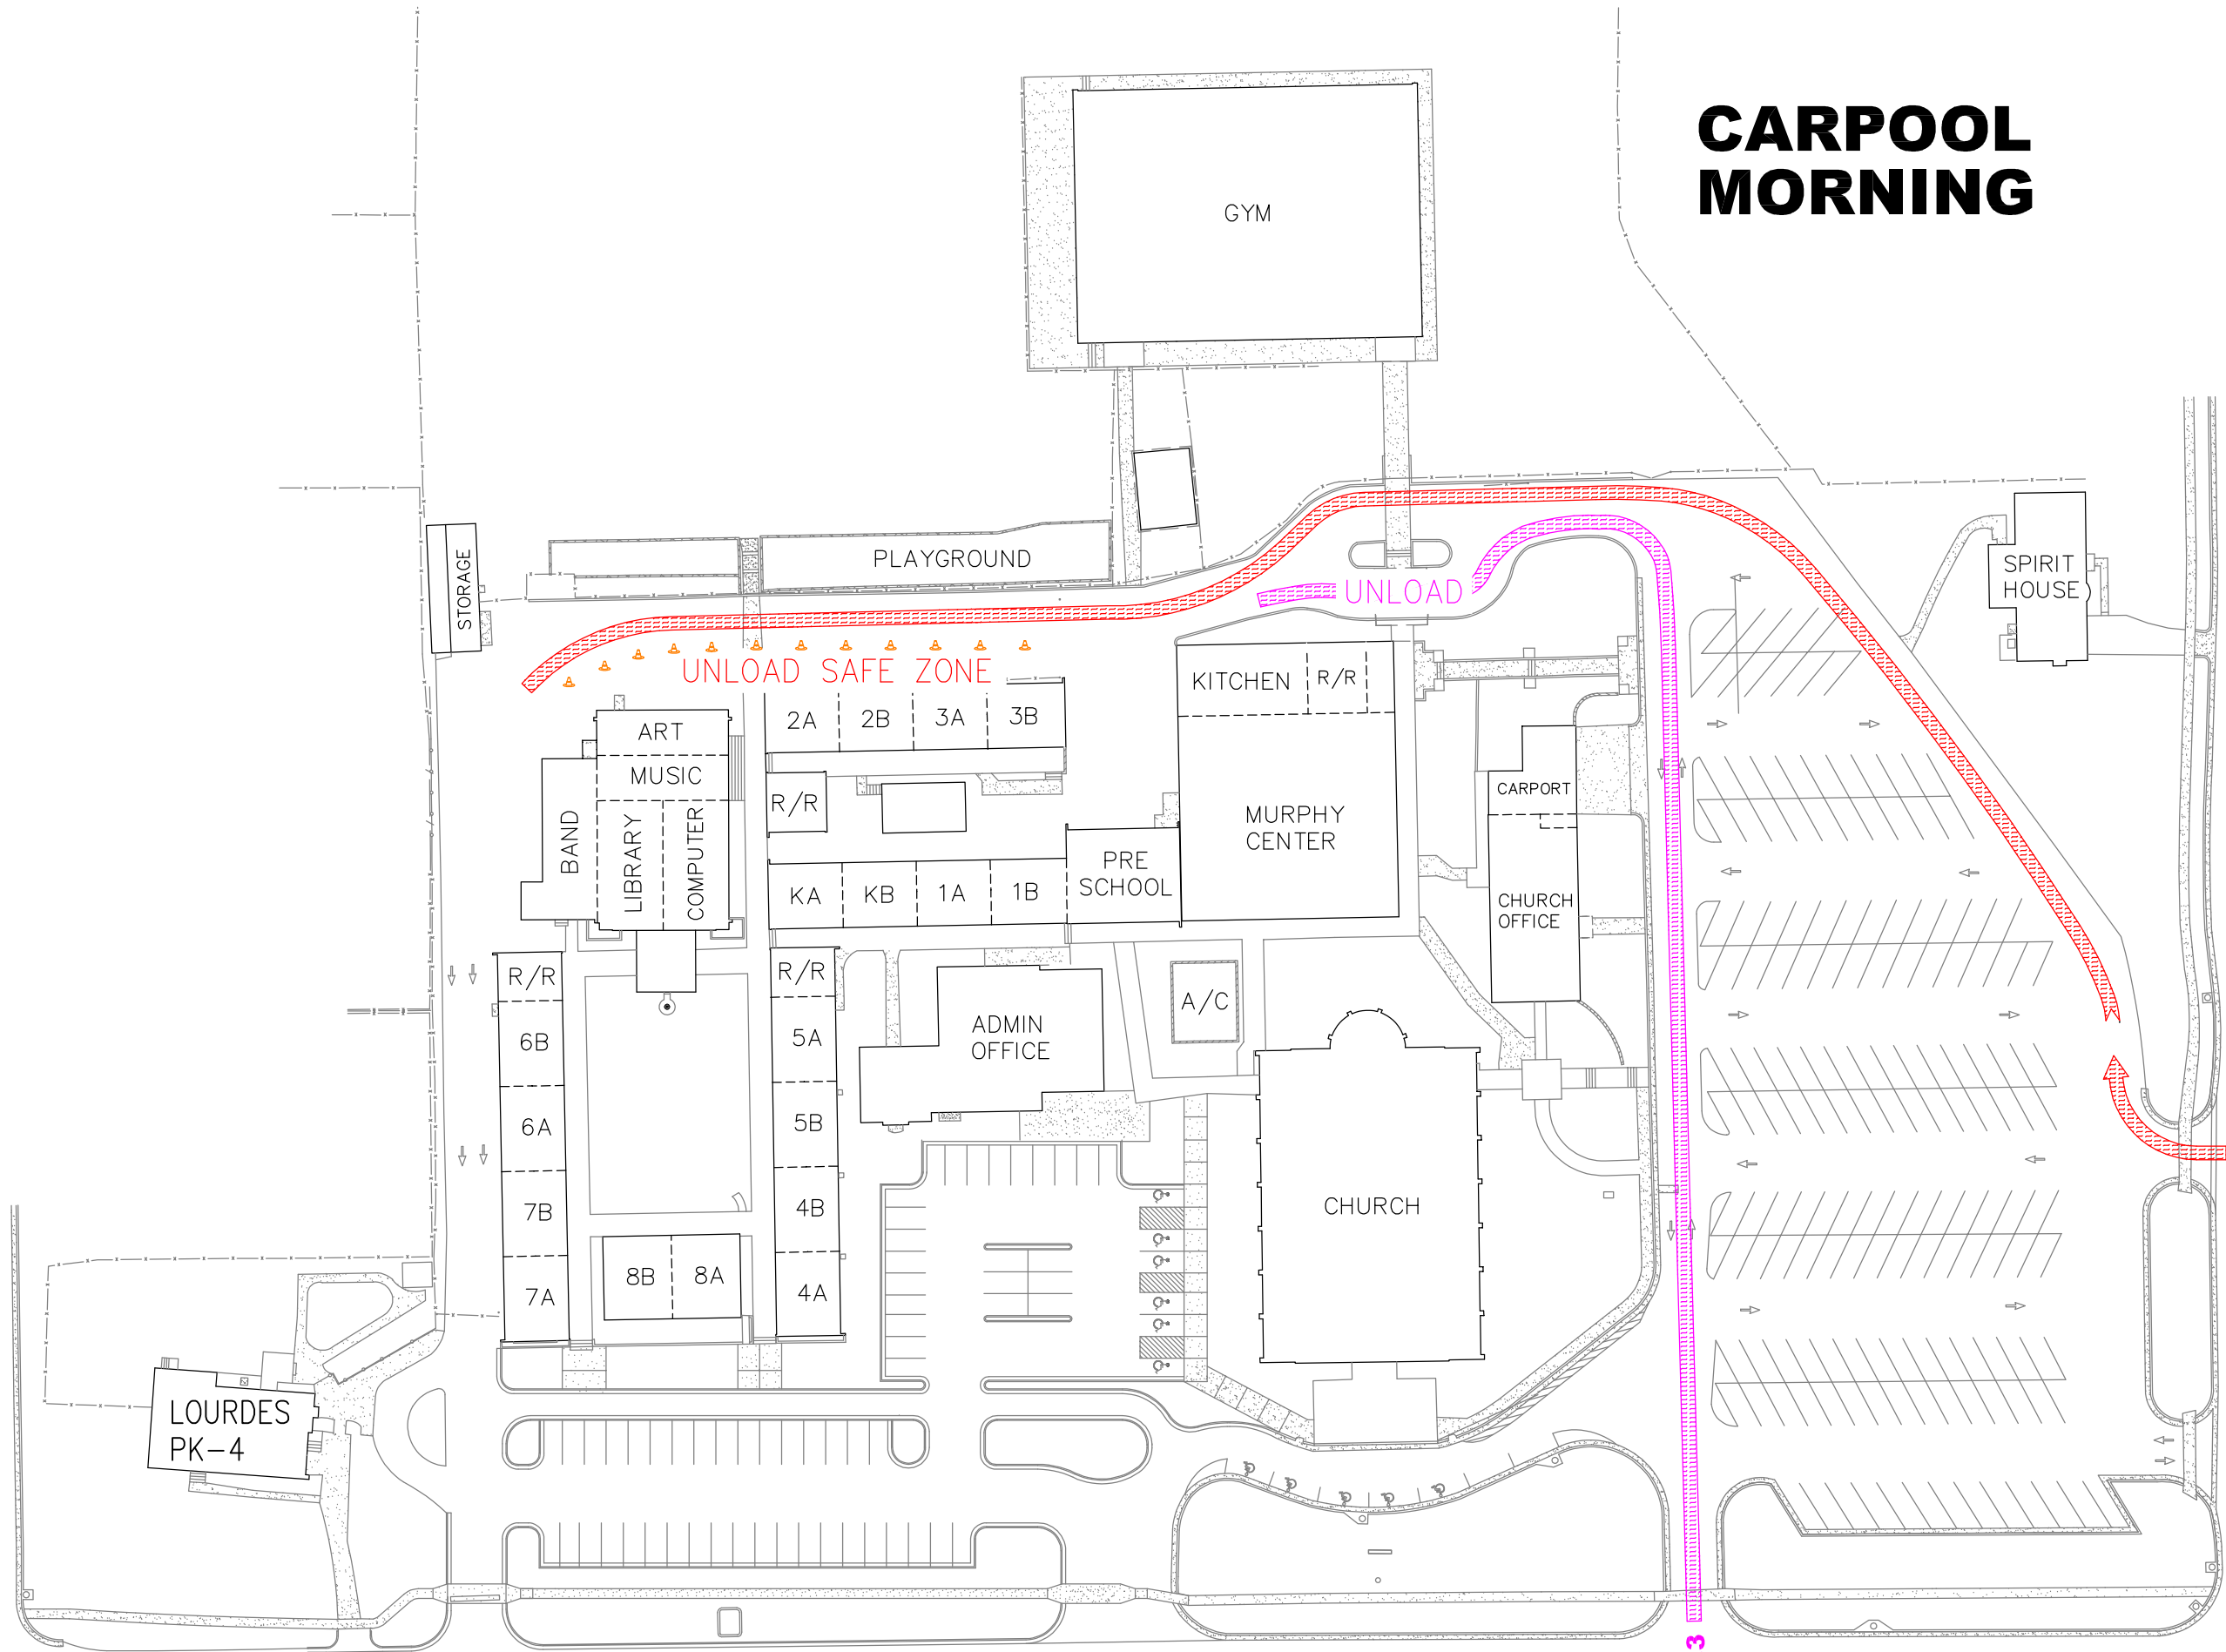 CARPOOL
MORNING
GYM
STORAGE
PLAYGROUND
SPIRIT
HOUSE
UNLOAD
UNLOAD SAFE ZONE
KITCHEN
R/R
2A
2B
3A
3B
ART
MUSIC
BAND
LIBRARY
COMPUTER
R/R
MURPHY
CENTER
CARPORT
PRE
SCHOOL
KA
KB
1A
1B
CHURCH
OFFICE
R/R
R/R
A/C
ADMIN
OFFICE
6B
5A
6A
5B
7B
4B
CHURCH
8B
8A
7A
4A
LOURDES
PK-4
3